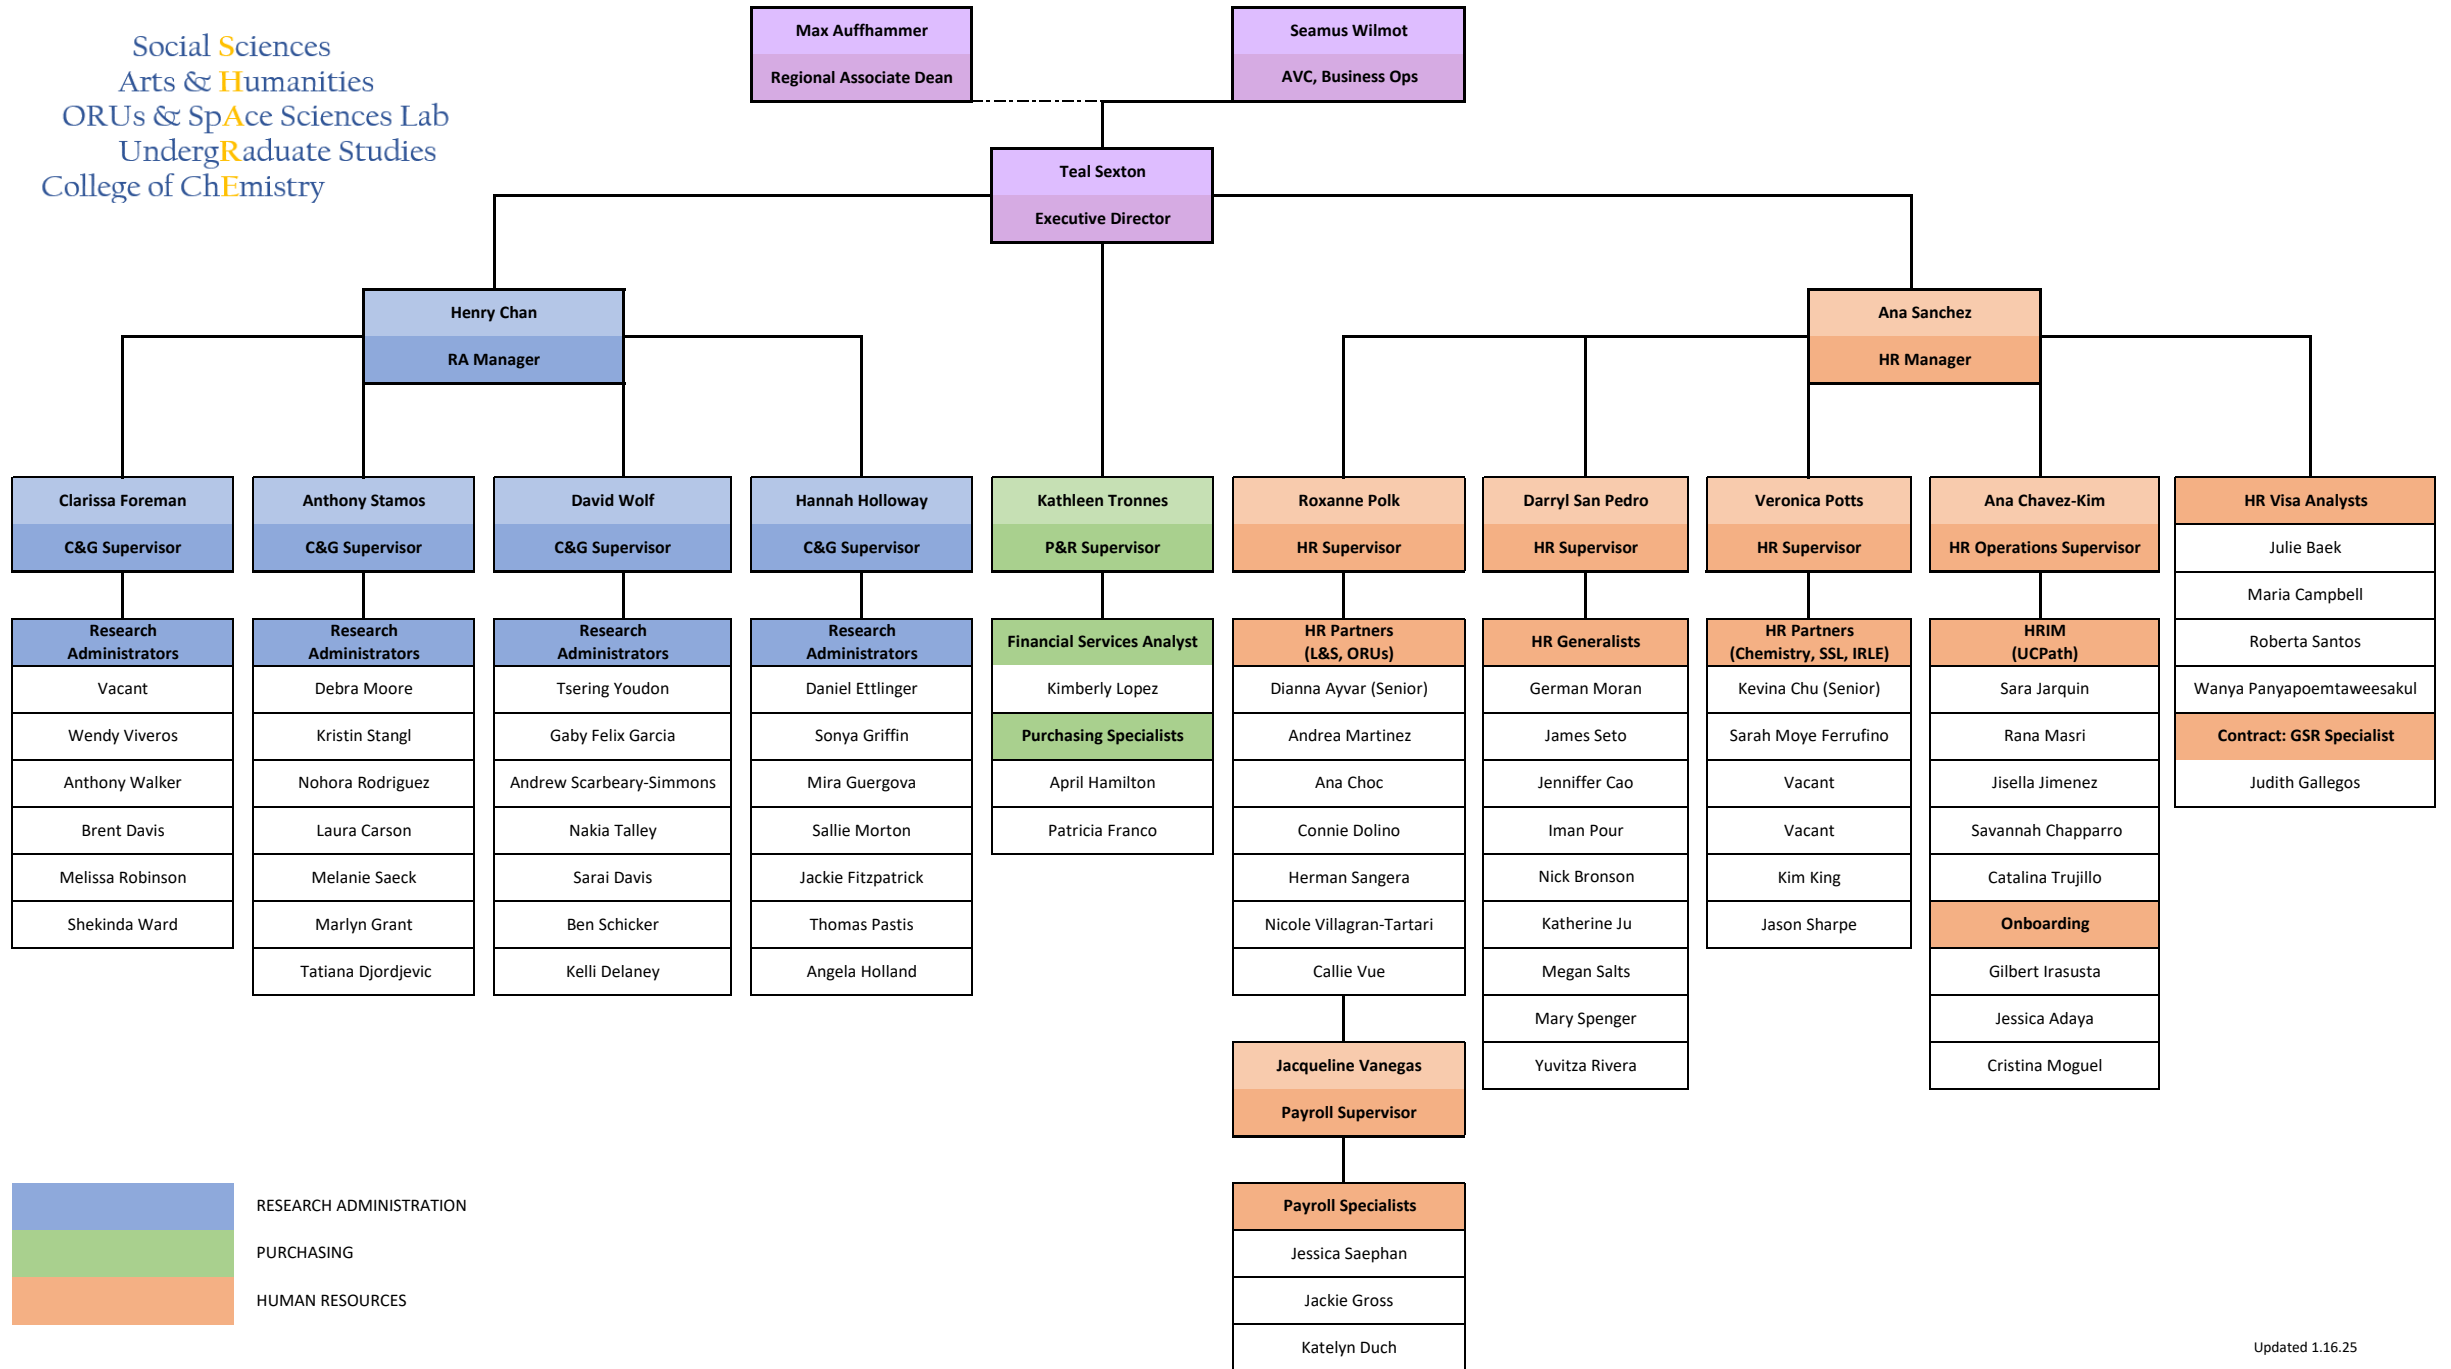 Social Sciences
Arts & Humanities
ORUs & SpAce Sciences Lab
UndergRaduate Studies
College of ChEmistry
Max Auffhammer
Regional Associate Dean
Seamus Wilmot
AVC, Business Ops
Teal Sexton
Executive Director
Henry Chan
RA Manager
Ana Sanchez
HR Manager
Clarissa Foreman
C&G Supervisor
Research
Administrators
Vacant
Wendy Viveros
Anthony Walker
Brent Davis
Melissa Robinson
Shekinda Ward
Anthony Stamos
C&G Supervisor
Research
Administrators
Debra Moore
Kristin Stangl
Nohora Rodriguez
Laura Carson
Melanie Saeck
Marlyn Grant
Tatiana Djordjevic
David Wolf
C&G Supervisor
Research
Administrators
Tsering Youdon
Gaby Felix Garcia
Andrew Scarbeary-Simmons
Nakia Talley
Sarai Davis
Ben Schicker
Kelli Delaney
Hannah Holloway
C&G Supervisor
Research
Administrators
Daniel Ettlinger
Sonya Griffin
Mira Guergova
Sallie Morton
Jackie Fitzpatrick
Thomas Pastis
Angela Holland
Kathleen Tronnes
P&R Supervisor
Financial Services Analyst
Kimberly Lopez
Purchasing Specialists
April Hamilton
Patricia Franco
Roxanne Polk
HR Supervisor
HR Partners
(L&S, ORUs)
Dianna Ayvar (Senior)
Andrea Martinez
Ana Choc
Connie Dolino
Herman Sangera
Nicole Villagran-Tartari
Callie Vue
Jacqueline Vanegas
Payroll Supervisor
Payroll Specialists
Jessica Saephan
Jackie Gross
Katelyn Duch
Darryl San Pedro
HR Supervisor
HR Generalists
German Moran
James Seto
Jenniffer Cao
Iman Pour
Nick Bronson
Katherine Ju
Megan Salts
Mary Spenger
Yuvitza Rivera
Veronica Potts
HR Supervisor
HR Partners
(Chemistry, SSL, IRLE)
Kevina Chu (Senior)
Sarah Moye Ferrufino
Vacant
Vacant
Kim King
Jason Sharpe
Ana Chavez-Kim
HR Operations Supervisor
HRIM
(UCPath)
Sara Jarquin
Rana Masri
Jisella Jimenez
Savannah Chapparro
Catalina Trujillo
Onboarding
Gilbert Irasusta
Jessica Adaya
Cristina Moguel
HR Visa Analysts
Julie Baek
Maria Campbell
Roberta Santos
Wanya Panyapoemtaweesakul
Contract: GSR Specialist
Judith Gallegos
RESEARCH ADMINISTRATION
PURCHASING
HUMAN RESOURCES
Updated 1.16.25